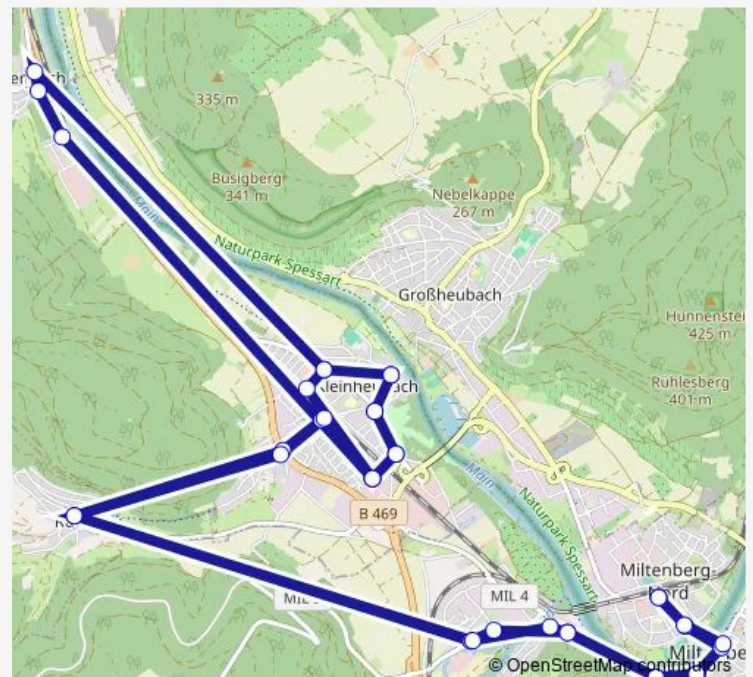 335 m
Busigberg
341 m
Nebelkappe
267 m
Main
Naturpark Spessart
Großheubach
425 m
Rühlesberg
401 m
B 469
Main
Naturpark Spessart
Miltenberg-
Nord
MIL 4
© OpenStreetMap contributors